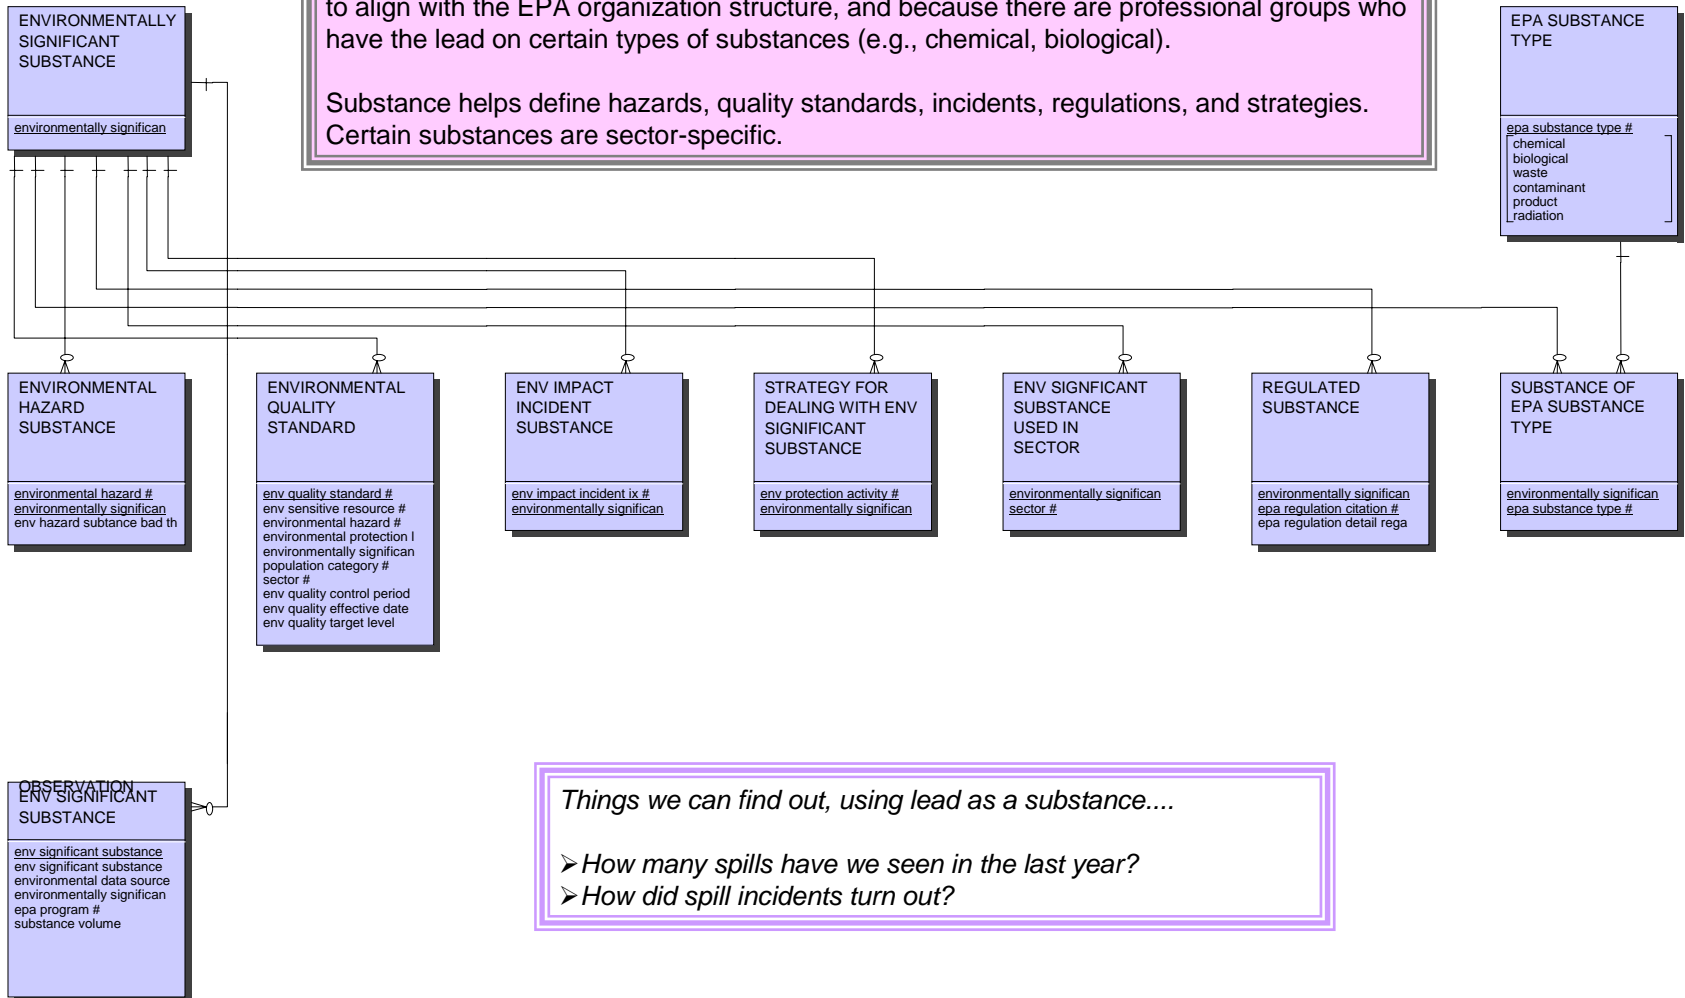 ENVIRONMENTALLY
SIGNIFICANT
SUBSTANCE
environmentally significan
to align with the EPA organization structure, and because there are professional groups who
have the lead on certain types of substances (e.g., chemical, biological).
Substance helps define hazards, quality standards, incidents, regulations, and strategies.
Certain substances are sector-specific.
EPA SUBSTANCE
TYPE
epa substance type #
chemical
biological
waste
contaminant
product
radiation
ENVIRONMENTAL
HAZARD
SUBSTANCE
environmental hazard #
environmentally significan
env hazard subtance bad th
ENVIRONMENTAL
QUALITY
STANDARD
env quality standard #
env sensitive resource #
environmental hazard #
environmental protection l
environmentally significan
population category #
sector #
env quality control period
env quality effective date
env quality target level
ENV IMPACT
INCIDENT
SUBSTANCE
env impact incident ix #
environmentally significan
STRATEGY FOR
DEALING WITH ENV
SIGNIFICANT
SUBSTANCE
env protection activity #
environmentally significan
ENV SIGNFICANT
SUBSTANCE
USED IN
SECTOR
environmentally significan
sector #
REGULATED
SUBSTANCE
environmentally significan
epa regulation citation #
epa regulation detail rega
SUBSTANCE OF
EPA SUBSTANCE
TYPE
environmentally significan
epa substance type #
OBSERVATION
ENV SIGNIFICANT
SUBSTANCE
env significant substance
env significant substance
environmental data source
environmentally significan
epa program #
substance volume
Things we can find out, using lead as a substance....
➢How many spills have we seen in the last year?
➢How did spill incidents turn out?